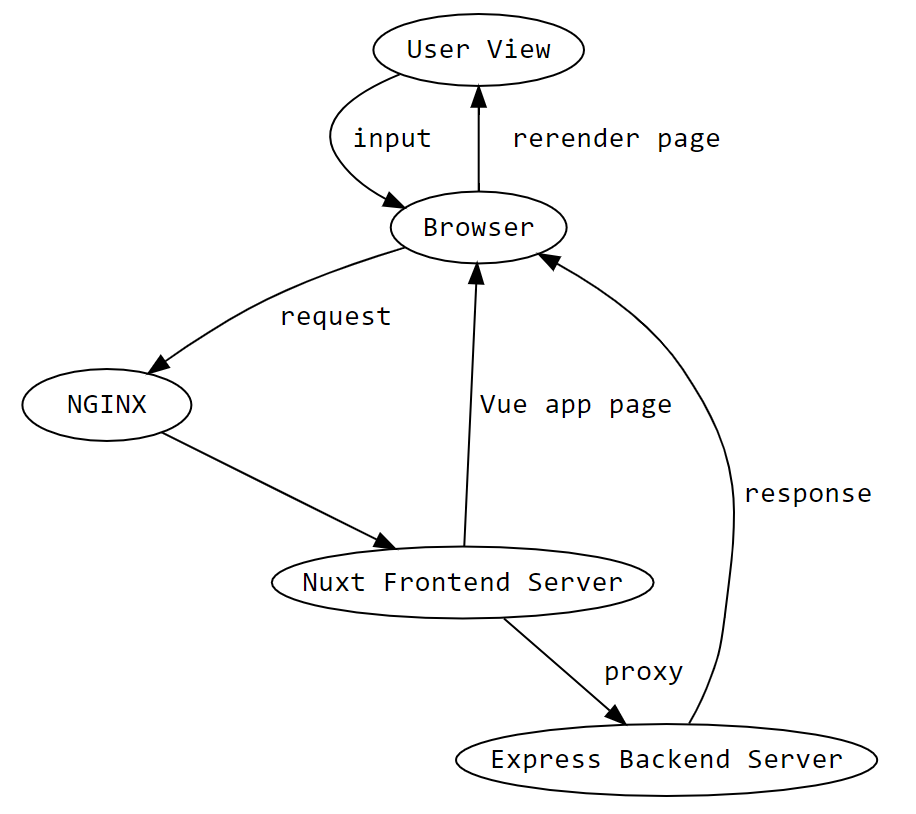 User View
input
rerender page
Browser
request
NGINX
Vue app page
response
Nuxt Frontend Server
proxy
Express Backend Server